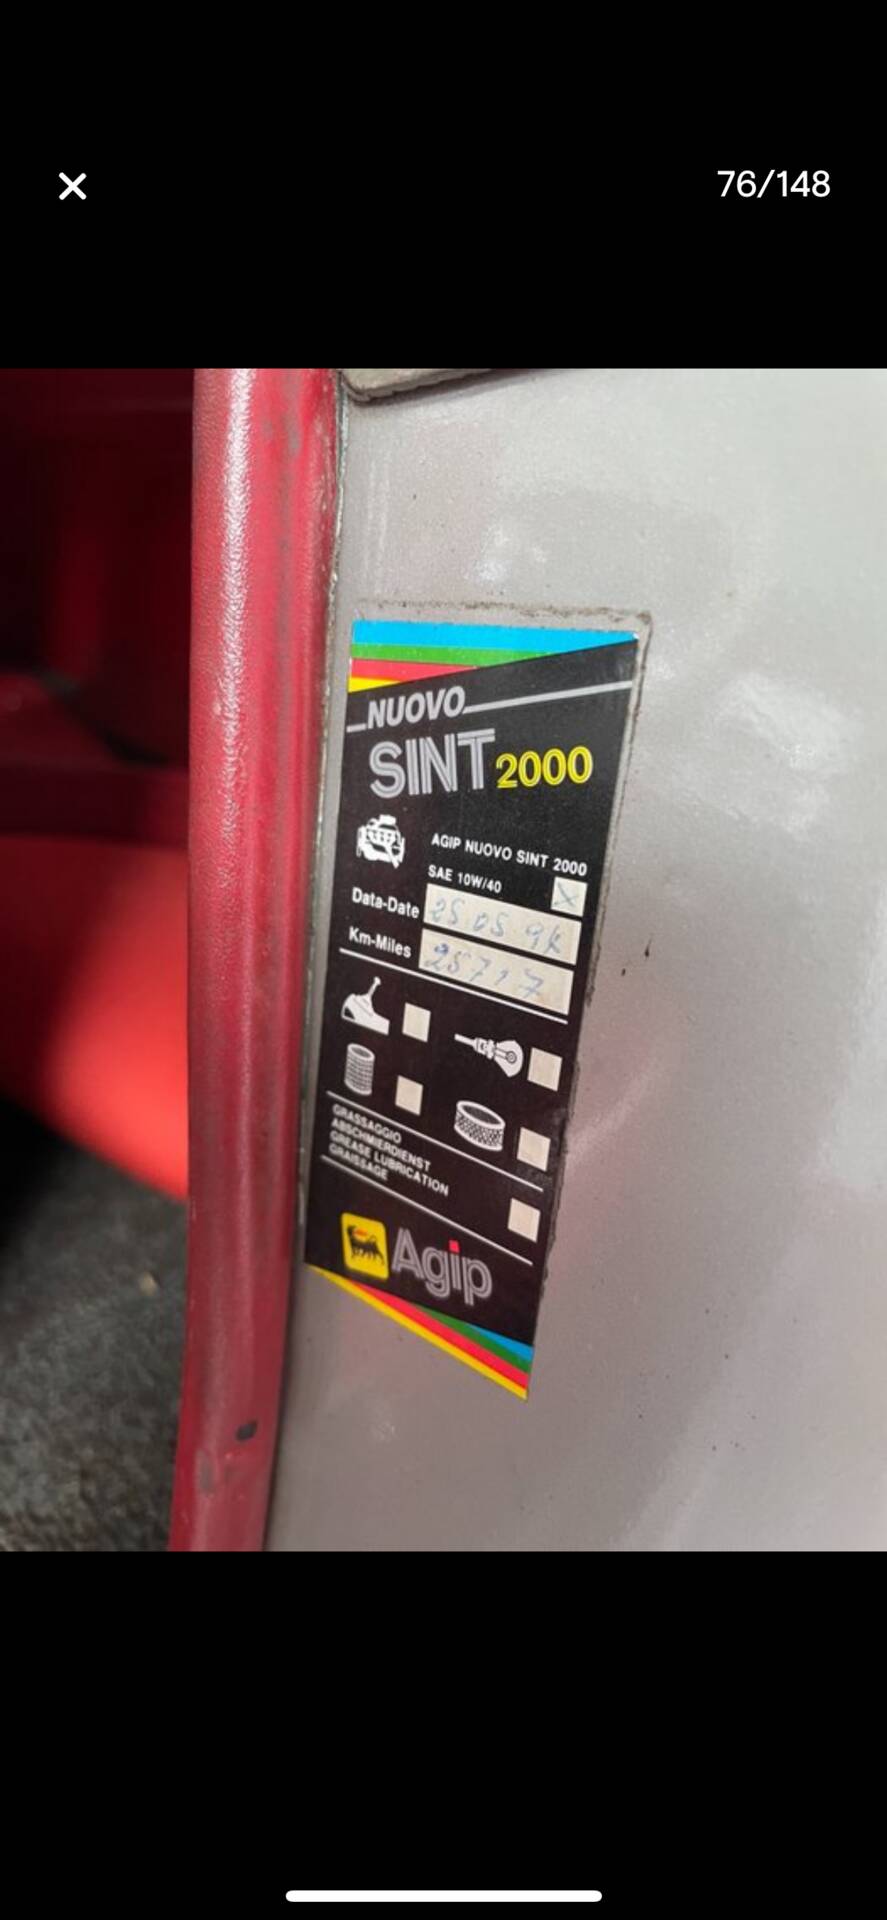 76/148
NUOVO
SINT 2000
AGIP NUOVO SINT 2000
SAE 10W/40
Data-Date 25.05.94
Km-Miles
GRASSAGGIO
ABSCHMIERDIENST
GREASE LUBRICATION
GRAISSAGE
Agip